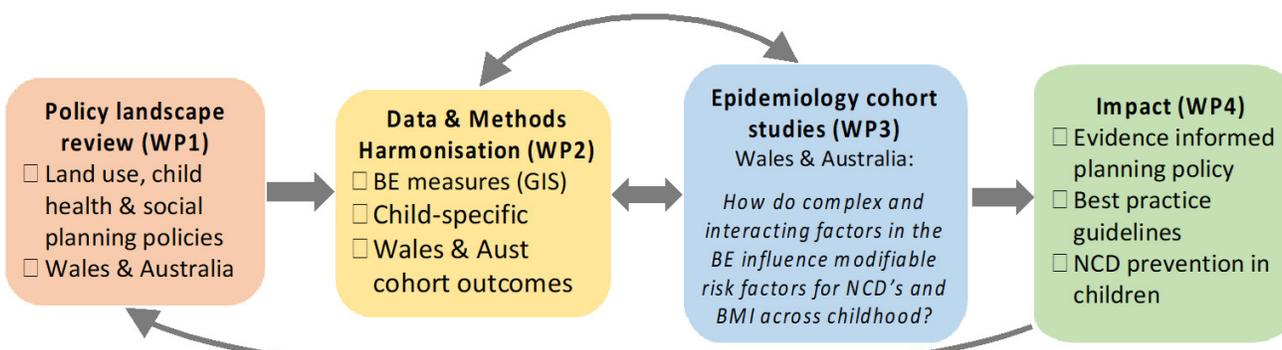 Policy landscape
review (WP1)
□ Land use, child
health & social
planning policies
□ Wales & Australia
Data & Methods
Harmonisation (WP2)
□ BE measures (GIS)
□ Child-specific
□ Wales & Aust
cohort outcomes
Epidemiology cohort
studies (WP3)
Wales & Australia:
How do complex and
interacting factors in the
BE influence modifiable
risk factors for NCD's and
BMI across childhood?
Impact (WP4)
□ Evidence informed
planning policy
□ Best practice
guidelines
□ NCD prevention in
children